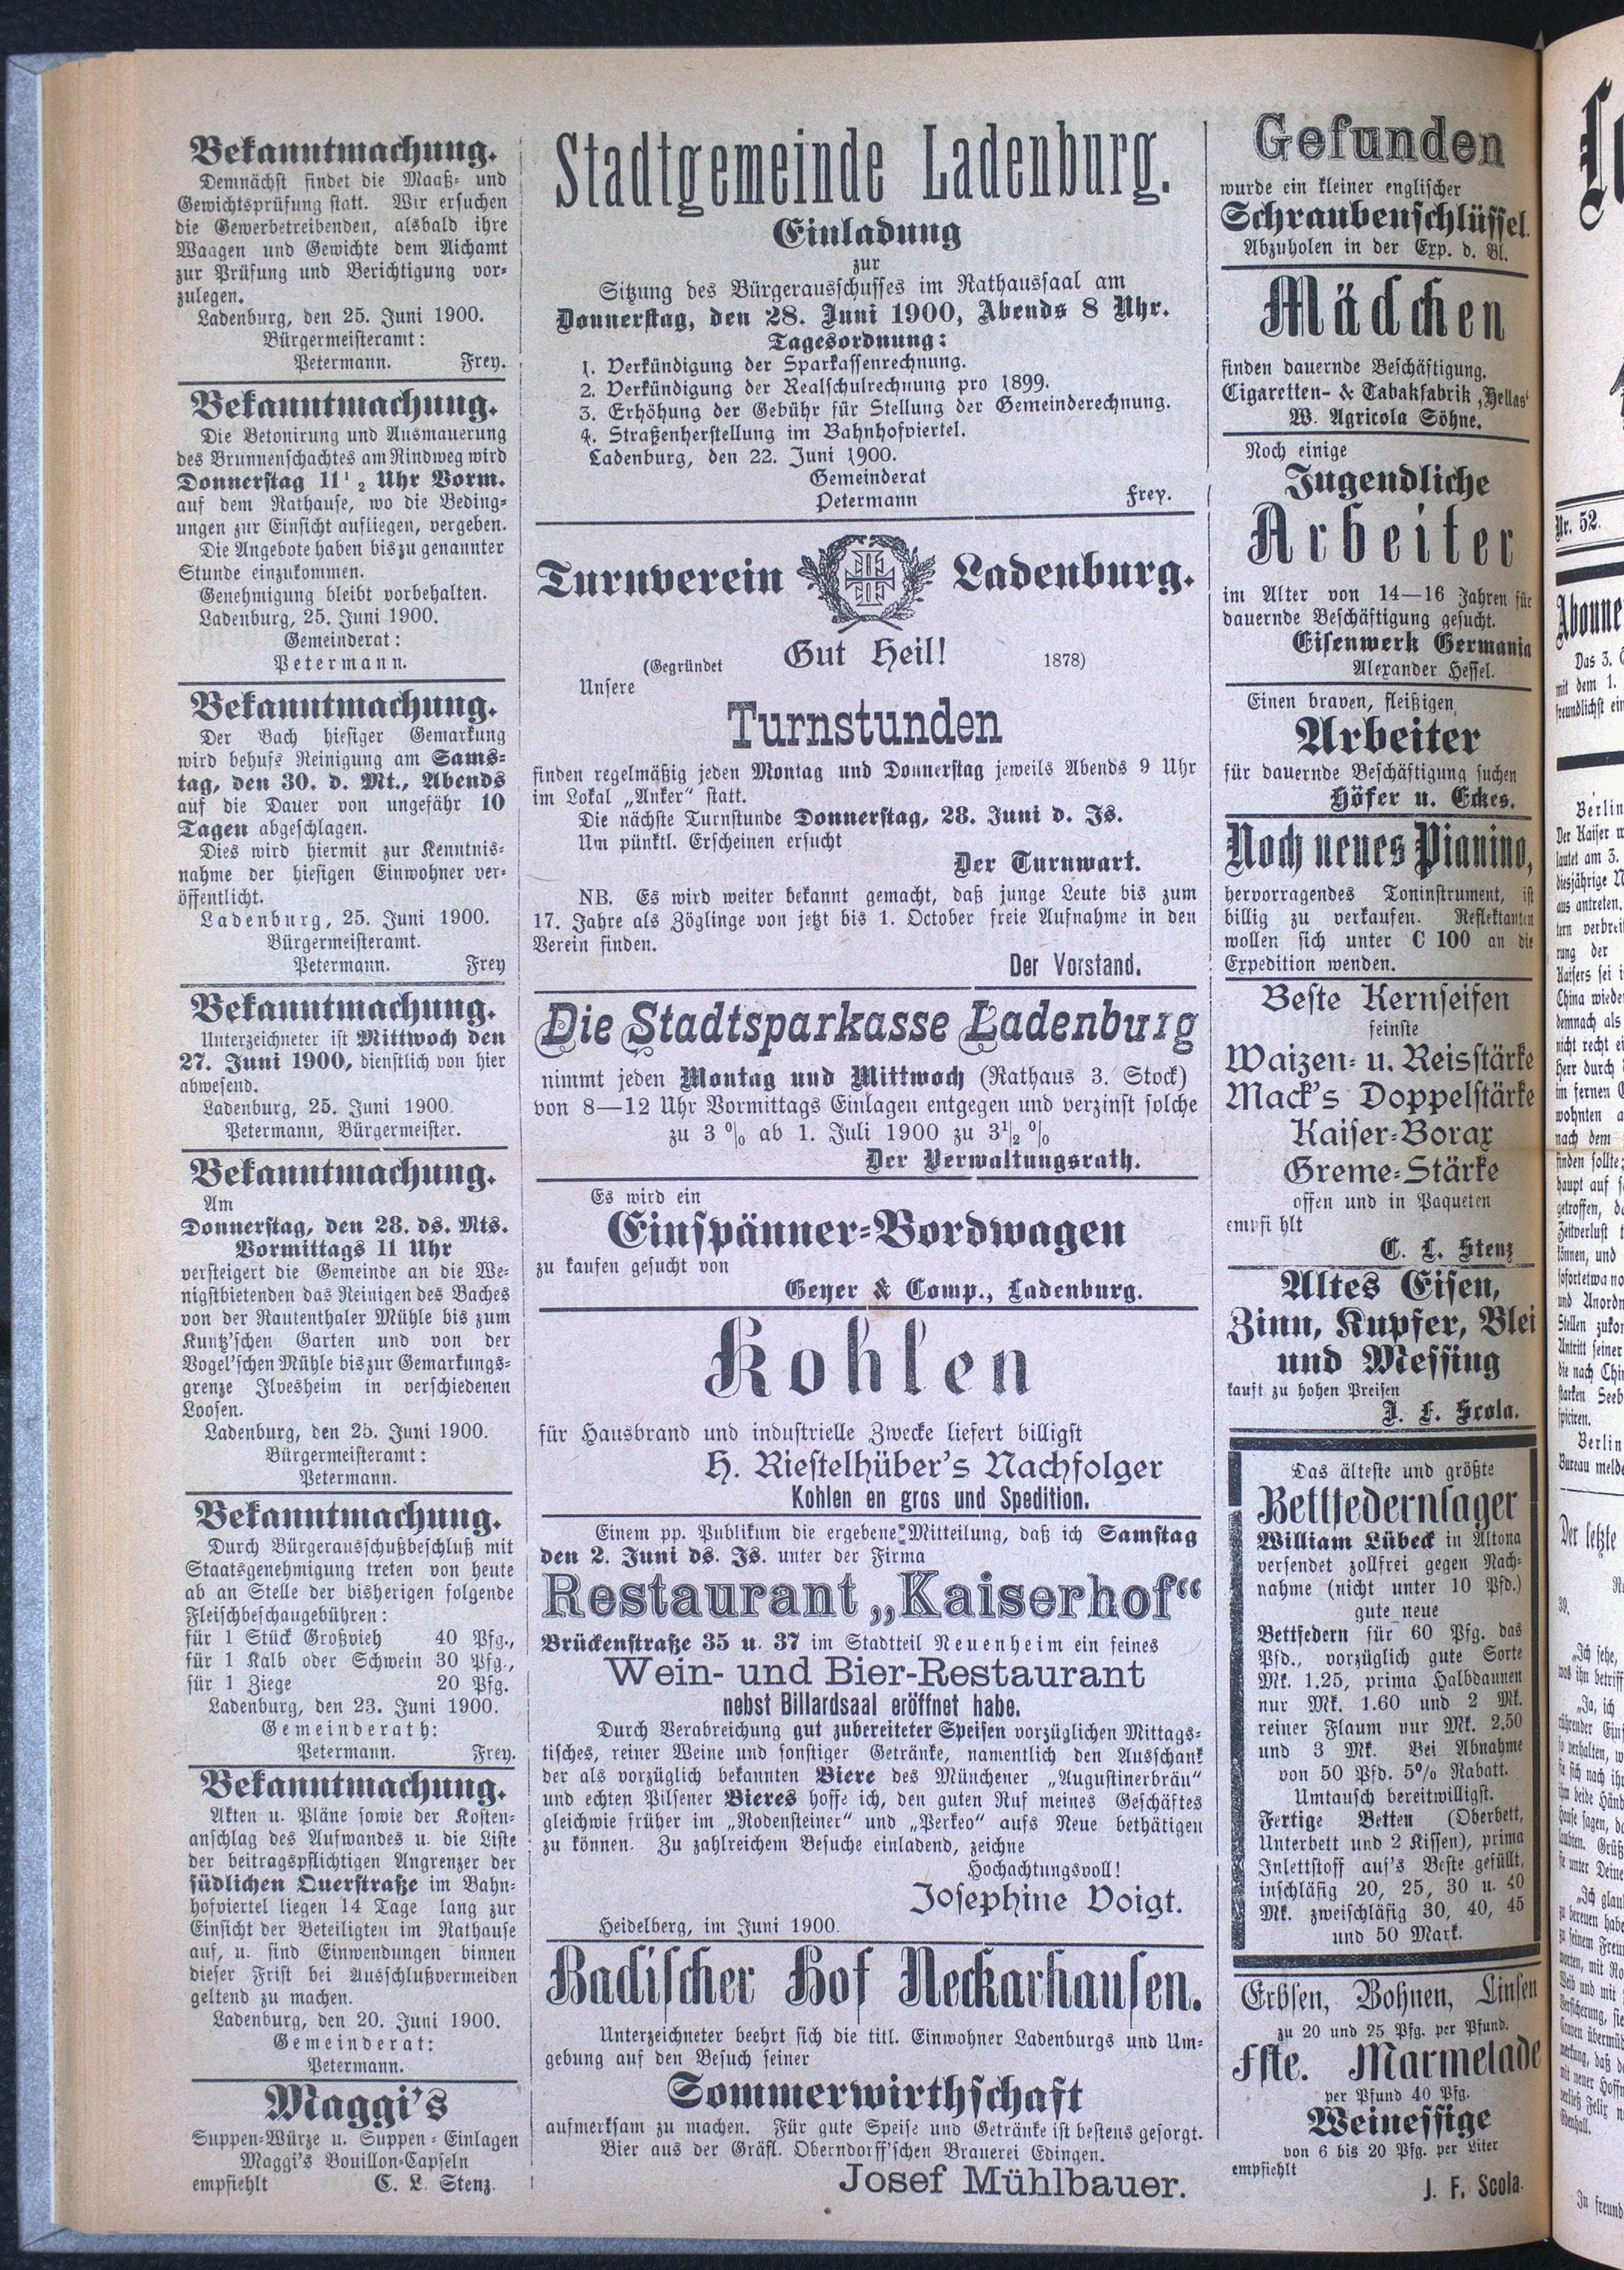 Bekanntmachung.
Demnächst findet die Maaß- und
Gewichtsprüfung statt. Wir ersuchen
die Gewerbetreibenden, alsbald ihre
Waagen und Gewichte dem Aichamt
zur Prüfung und Berichtigung vor-
zulegen.
Ladenburg, den 25. Juni 1900.
Bürgermeisteramt:
Petermann. Frey.
Bekanntmachung.
Die Betonirung und Ausmauerung
des Brunnenschachtes am Rindweg wird
Donnerstag 11 1/2 Uhr Vorm.
auf dem Rathause, wo die Beding-
ungen zur Einsicht aufliegen, vergeben.
Die Angebote haben bis zu genannter
Stunde einzukommen.
Genehmigung bleibt vorbehalten.
Ladenburg, 25. Juni 1900.
Gemeinderat:
Petermann.
Bekanntmachung.
Der Bach hiesiger Gemarkung
wird behufs Reinigung am Sams-
tag, den 30. d. Mt., Abends
auf die Dauer von ungefähr 10
Tagen abgeschlagen.
Dies wird hiermit zur Kenntnis-
nahme der hiesigen Einwohner ver-
öffentlicht.
Ladenburg, 25. Juni 1900.
Bürgermeisteramt.
Petermann. Frey
Bekanntmachung.
Unterzeichneter ist Mittwoch den
27. Juni 1900, dienstlich von hier
abwesend.
Ladenburg, 25. Juni 1900.
Petermann, Bürgermeister.
Bekanntmachung.
Am
Donnerstag, den 28. ds. Mts.
Vormittags 11 Uhr
versteigert die Gemeinde an die We-
nigstbietenden das Reinigen des Baches
von der Rautenthaler Mühle bis zum
Kuntz'schen Garten und von der
Vogel'schen Mühle bis zur Gemarkungs-
grenze Ilvesheim in verschiedenen
Loosen.
Ladenburg, den 25. Juni 1900.
Bürgermeisteramt:
Petermann.
Bekanntmachung.
Durch Bürgerausschußbeschluß mit
Staatsgenehmigung treten von heute
ab an Stelle der bisherigen folgende
Fleischbeschaugebühren:
für 1 Stück Großvieh 40 Pfg.,
für 1 Kalb oder Schwein 30 Pfg.,
für 1 Ziege 20 Pfg.
Ladenburg, den 23. Juni 1900.
Gemeinderath:
Petermann. Frey.
Bekanntmachung.
Akten u. Pläne sowie der Kosten-
anschlag des Aufwandes u. die Liste
der beitragspflichtigen Angrenzer der
südlichen Querstraße im Bahn-
hofviertel liegen 14 Tage lang zur
Einsicht der Beteiligten im Rathause
auf, u. sind Einwendungen binnen
dieser Frist bei Ausschlußvermeiden
geltend zu machen.
Ladenburg, den 20. Juni 1900.
Gemeinderat:
Petermann.
Maggi's
Suppen-Würze u. Suppen-Einlagen
Maggi's Bouillon-Capseln
empfiehlt C. L. Stenz.
Stadtgemeinde Ladenburg.
Einladung
zur
Sitzung des Bürgerausschusses im Rathaussaal am
Donnerstag, den 28. Juni 1900, Abends 8 Uhr.
Tagesordnung:
1. Verkündigung der Sparkassenrechnung.
2. Verkündigung der Realschulrechnung pro 1899.
3. Erhöhung der Gebühr für Stellung der Gemeinderechnung.
4. Straßenherstellung im Bahnhofviertel.
Ladenburg, den 22. Juni 1900.
Gemeinderat
Petermann Frey.
Turnverein Ladenburg.
Gut Heil!
(Gegründet 1878)
Unsere
Turnstunden
finden regelmäßig jeden Montag und Donnerstag jeweils Abends 9 Uhr
im Lokal „Anker“ statt.
Die nächste Turnstunde Donnerstag, 28. Juni d. Js.
Um pünktl. Erscheinen ersucht
Der Turnwart.
NB. Es wird weiter bekannt gemacht, daß junge Leute bis zum
17. Jahre als Zöglinge von jetzt bis 1. October freie Aufnahme in den
Verein finden.
Der Vorstand.
Die Stadtsparkasse Ladenburg
nimmt jeden Montag und Mittwoch (Rathaus 3. Stock)
von 8—12 Uhr Vormittags Einlagen entgegen und verzinst solche
zu 3 % ab 1. Juli 1900 zu 3½ %
Der Verwaltungsrath.
Es wird ein
Einspänner-Bordwagen
zu kaufen gesucht von
Geyer & Comp., Ladenburg.
Kohlen
für Hausbrand und industrielle Zwecke liefert billigst
H. Riestelhüber's Nachfolger
Kohlen en gros und Spedition.
Einem pp. Publikum die ergebene Mitteilung, daß ich Samstag
den 2. Juni ds. Js. unter der Firma
Restaurant „Kaiserhof“
Brückenstraße 35 u. 37 im Stadtteil Neuenheim ein feines
Wein- und Bier-Restaurant
nebst Billardsaal eröffnet habe.
Durch Verabreichung gut zubereiteter Speisen vorzüglichen Mittags-
tisches, reiner Weine und sonstiger Getränke, namentlich den Ausschank
der als vorzüglich bekannten Biere des Münchener „Augustinerbräu“
und echten Pilsener Bieres hoffe ich, den guten Ruf meines Geschäftes
gleichwie früher im „Rodensteiner“ und „Perkeo“ aufs Neue bethätigen
zu können. Zu zahlreichem Besuche einladend, zeichne
Hochachtungsvoll!
Josephine Voigt.
Heidelberg, im Juni 1900.
Badischer Hof Neckarhausen.
Unterzeichneter beehrt sich die titl. Einwohner Ladenburgs und Um-
gebung auf den Besuch seiner
Sommerwirthschaft
aufmerksam zu machen. Für gute Speise und Getränke ist bestens gesorgt.
Bier aus der Gräfl. Oberndorff'schen Brauerei Edingen.
Josef Mühlbauer.
Gefunden
wurde ein kleiner englischer
Schraubenschlüssel.
Abzuholen in der Exp. d. Bl.
Mädchen
finden dauernde Beschäftigung.
Cigaretten- & Tabakfabrik „Hellas“
W. Agricola Söhne.
Noch einige
Jugendliche
Arbeiter
im Alter von 14—16 Jahren für
dauernde Beschäftigung gesucht.
Eisenwerk Germania
Alexander Hessel.
Einen braven, fleißigen
Arbeiter
für dauernde Beschäftigung suchen
Höfer u. Eckes.
Noch neues Pianino,
hervorragendes Toninstrument, ist
billig zu verkaufen. Reflektanten
wollen sich unter C 100 an die
Expedition wenden.
Beste Kernseifen
feinste
Waizen- u. Reisstärke
Mack's Doppelstärke
Kaiser-Borax
Greme-Stärke
offen und in Paqueten
empfi hlt
C. L. Stenz
Altes Eisen,
Zinn, Kupfer, Blei
und Messing
kauft zu hohen Preisen
J. F. Scola.
Das älteste und größte
Bettfedernlager
William Lübeck in Altona
versendet zollfrei gegen Nach-
nahme (nicht unter 10 Pfd.)
gute neue
Bettfedern für 60 Pfg. das
Pfd., vorzüglich gute Sorte
Mk. 1.25, prima Halbdaunen
nur Mk. 1.60 und 2 Mk.
reiner Flaum nur Mk. 2,50
und 3 Mk. Bei Abnahme
von 50 Pfd. 5% Rabatt.
Umtausch bereitwilligst.
Fertige Betten (Oberbett,
Unterbett und 2 Kissen), prima
Inlettstoff auf's Beste gefüllt,
inschläfig 20, 25, 30 u. 40
Mk. zweischläfig 30, 40, 45
und 50 Mark.
Erbsen, Bohnen, Linsen
zu 20 und 25 Pfg. per Pfund.
Ffte. Marmelade
per Pfund 40 Pfg.
Weinessige
von 6 bis 20 Pfg. per Liter
empfiehlt
J. F. Scola.
Nr. 52.
Das 3.
mit dem 1.
Berlin
Der Kaiser